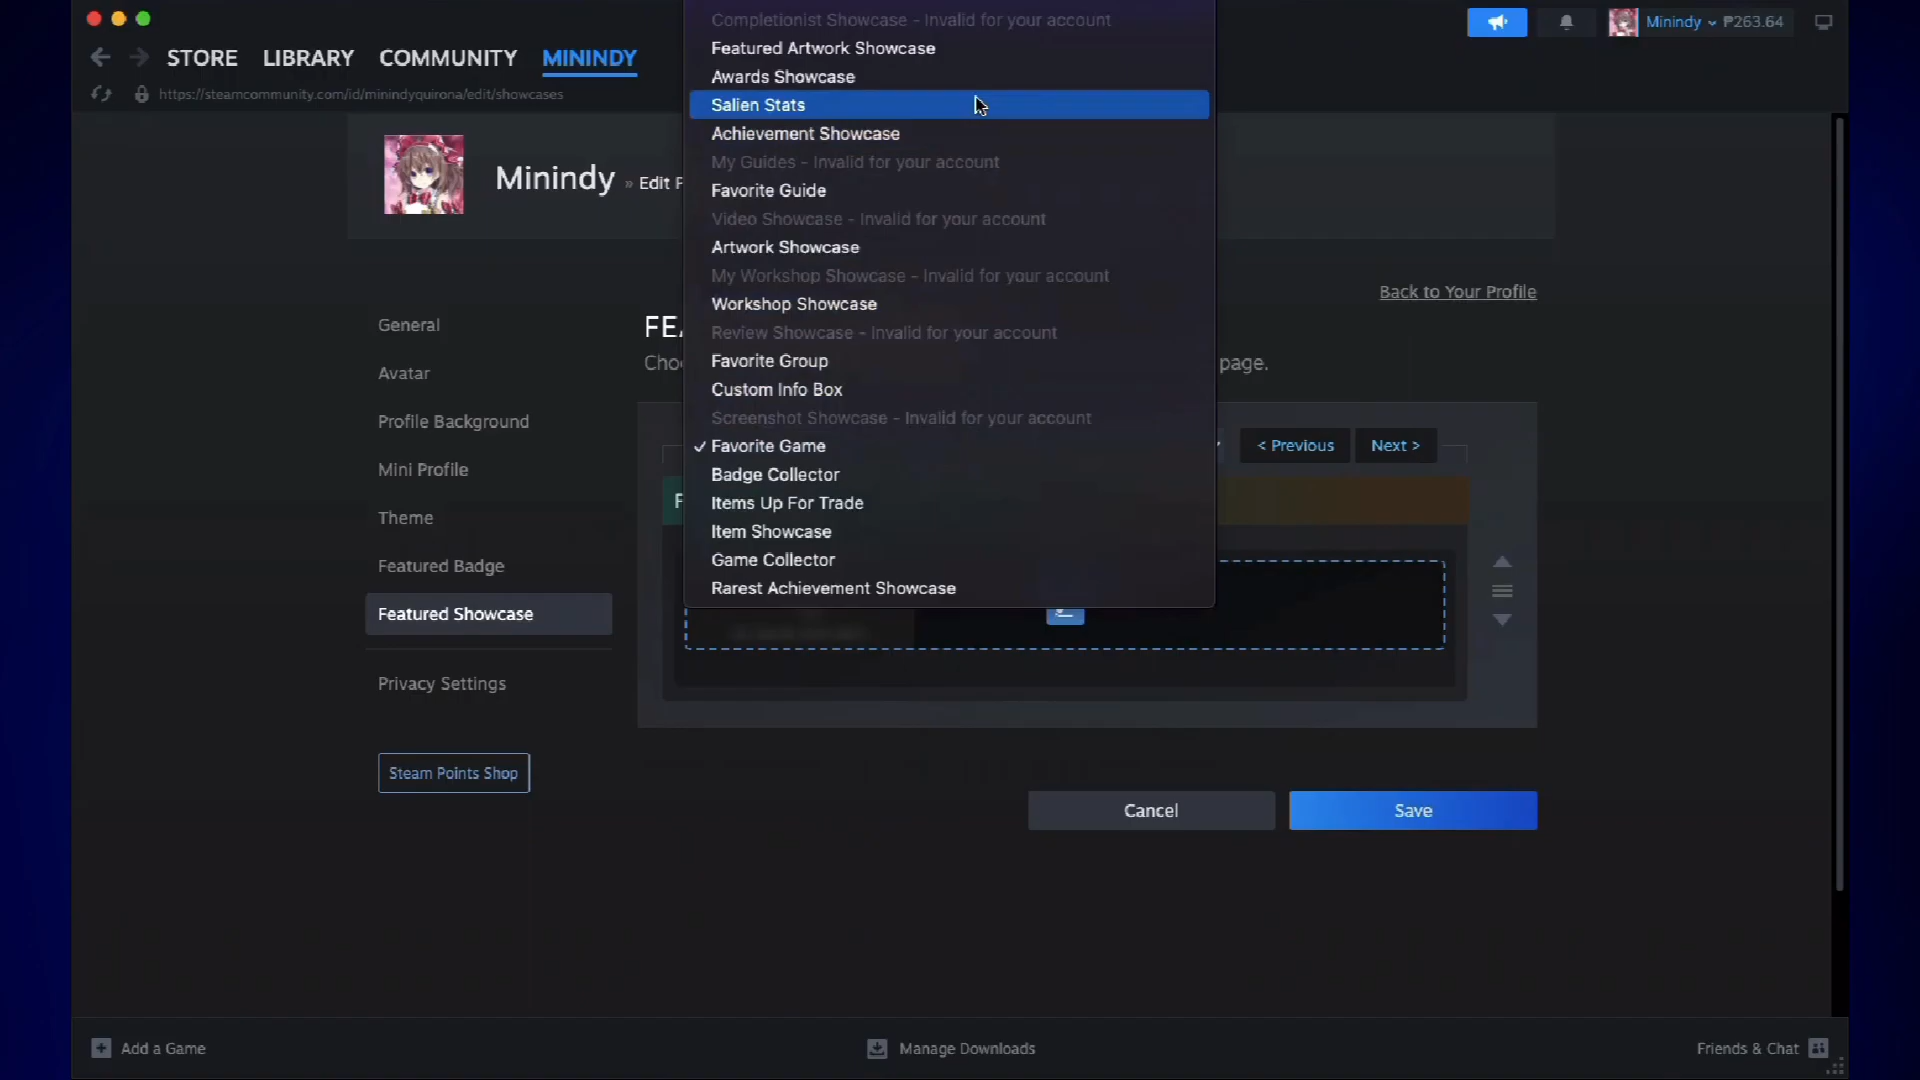 Completionist Showcase - Invalid for your account
Minindy ₱263.64
STORE LIBRARY COMMUNITY MININDY
Featured Artwork Showcase
Awards Showcase
https://steamcommunity.com/id/minindyquirona/edit/showcases
Salien Stats
Achievement Showcase
My Guides - Invalid for your account
Minindy » Edit P
Favorite Guide
Video Showcase - Invalid for your account
Artwork Showcase
My Workshop Showcase - Invalid for your account
Back to Your Profile
Workshop Showcase
General
FEA
Review Showcase - Invalid for your account
Choo
Favorite Group
page.
Avatar
Custom Info Box
Profile Background
Screenshot Showcase - Invalid for your account
Favorite Game
< Previous
Next >
Mini Profile
Badge Collector
F
Items Up For Trade
Theme
Item Showcase
Game Collector
Featured Badge
Rarest Achievement Showcase
Featured Showcase
Privacy Settings
Steam Points Shop
Cancel
Save
Add a Game
Manage Downloads
Friends & Chat